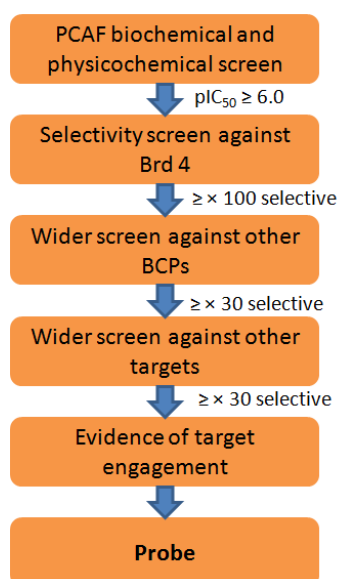 PCAF biochemical and
physicochemical screen
pIC₅₀ ≥ 6.0
Selectivity screen against
Brd 4
≥ × 100 selective
Wider screen against other
BCPs
≥ × 30 selective
Wider screen against other
targets
≥ × 30 selective
Evidence of target
engagement
Probe